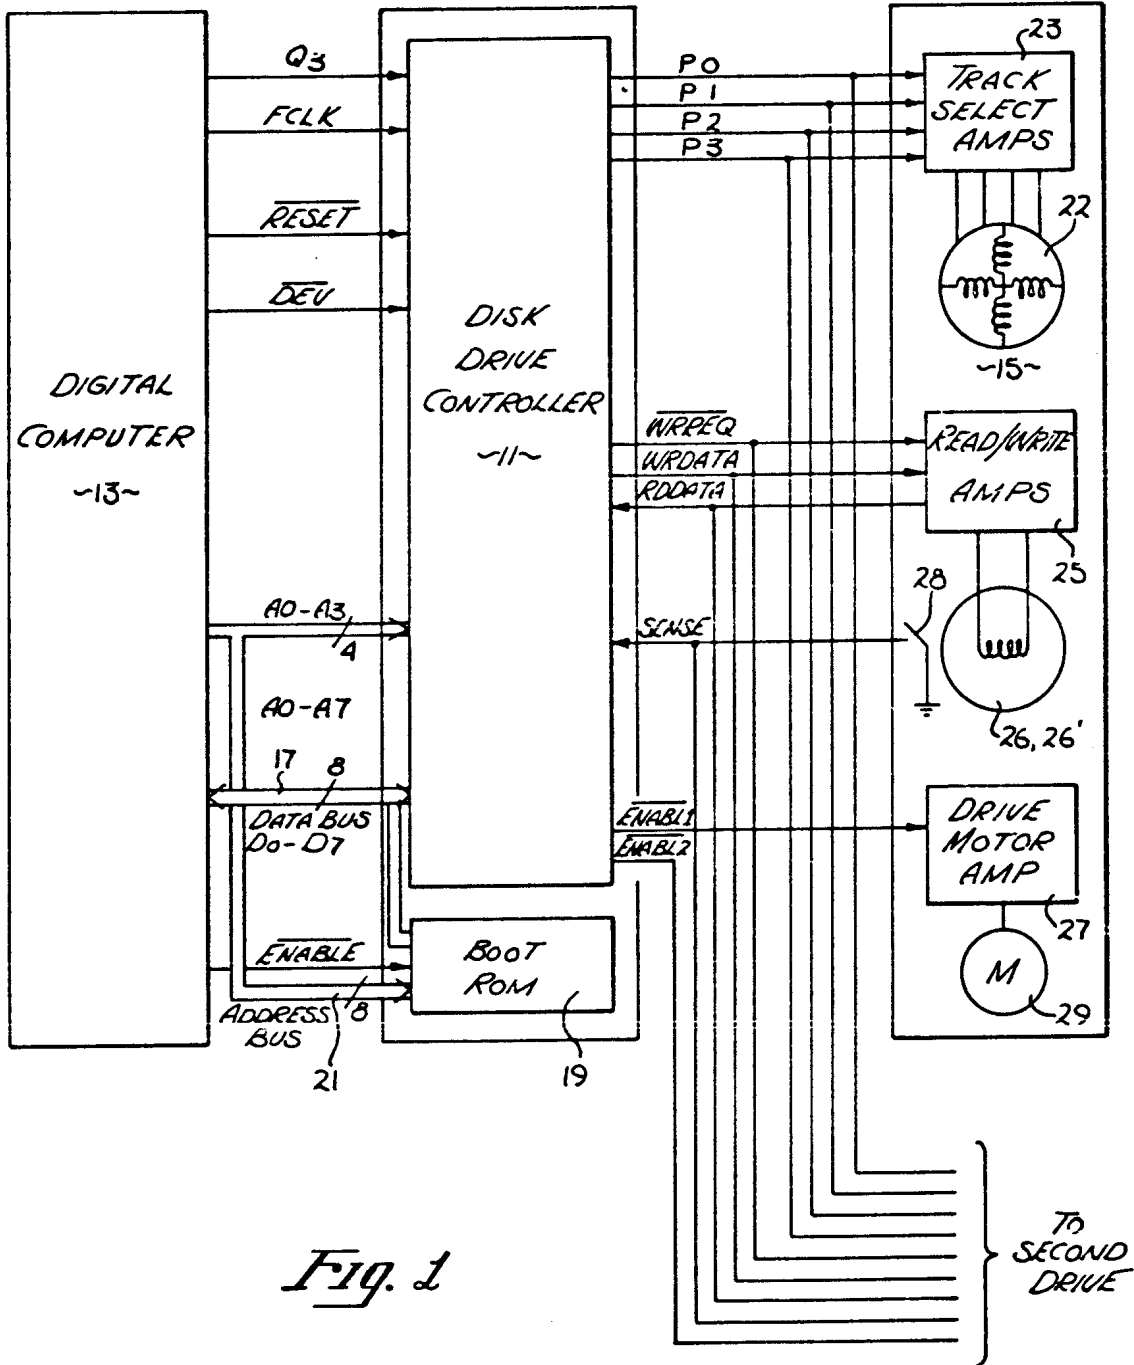 Q3
FCLK
RESET
DEV
DIGITAL
COMPUTER
~13~
A0-A3
4
A0-A7
17
8
DATA BUS
D0-D7
ENABLE
8
ADDRESS
BUS
21
DISK
DRIVE
CONTROLLER
~11~
BOOT
ROM
19
P0
P1
P2
P3
WRREQ
WRDATA
RDDATA
SENSE
ENABL1
ENABL2
23
TRACK
SELECT
AMPS
22
~15~
READ/WRITE
AMPS
25
28
26, 26'
DRIVE
MOTOR
AMP
27
M
29
TO
SECOND
DRIVE
Fig. 1